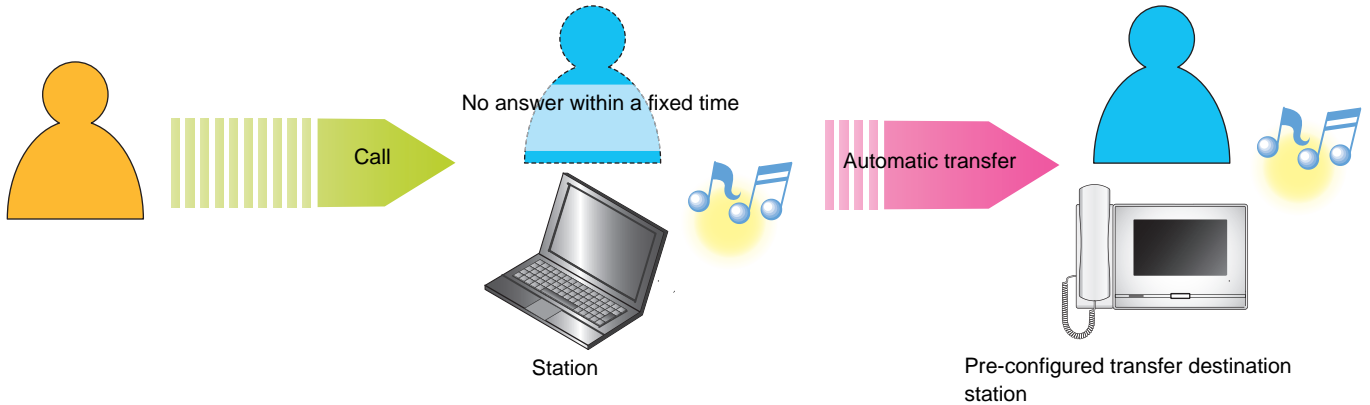 No answer within a fixed time
Call
Automatic transfer
Station
Pre-configured transfer destination
station